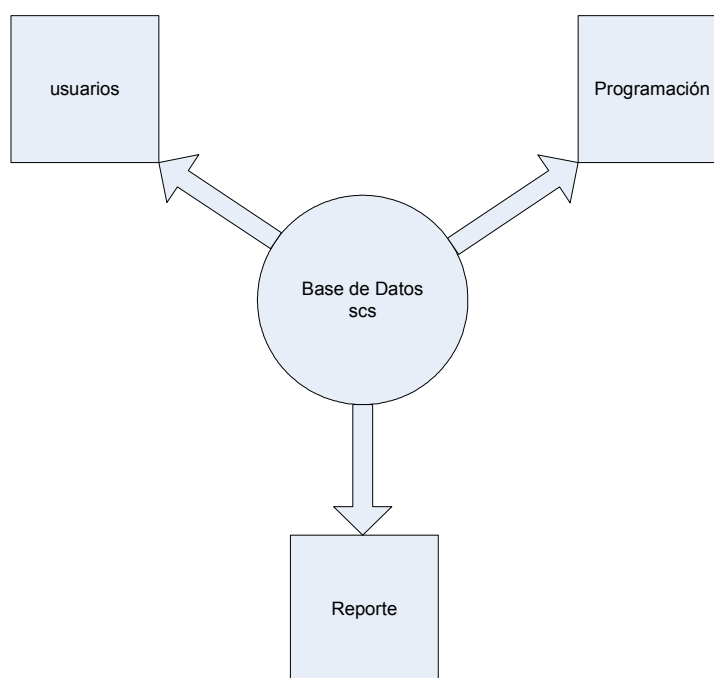 usuarios
Programación
Base de Datos
scs
Reporte